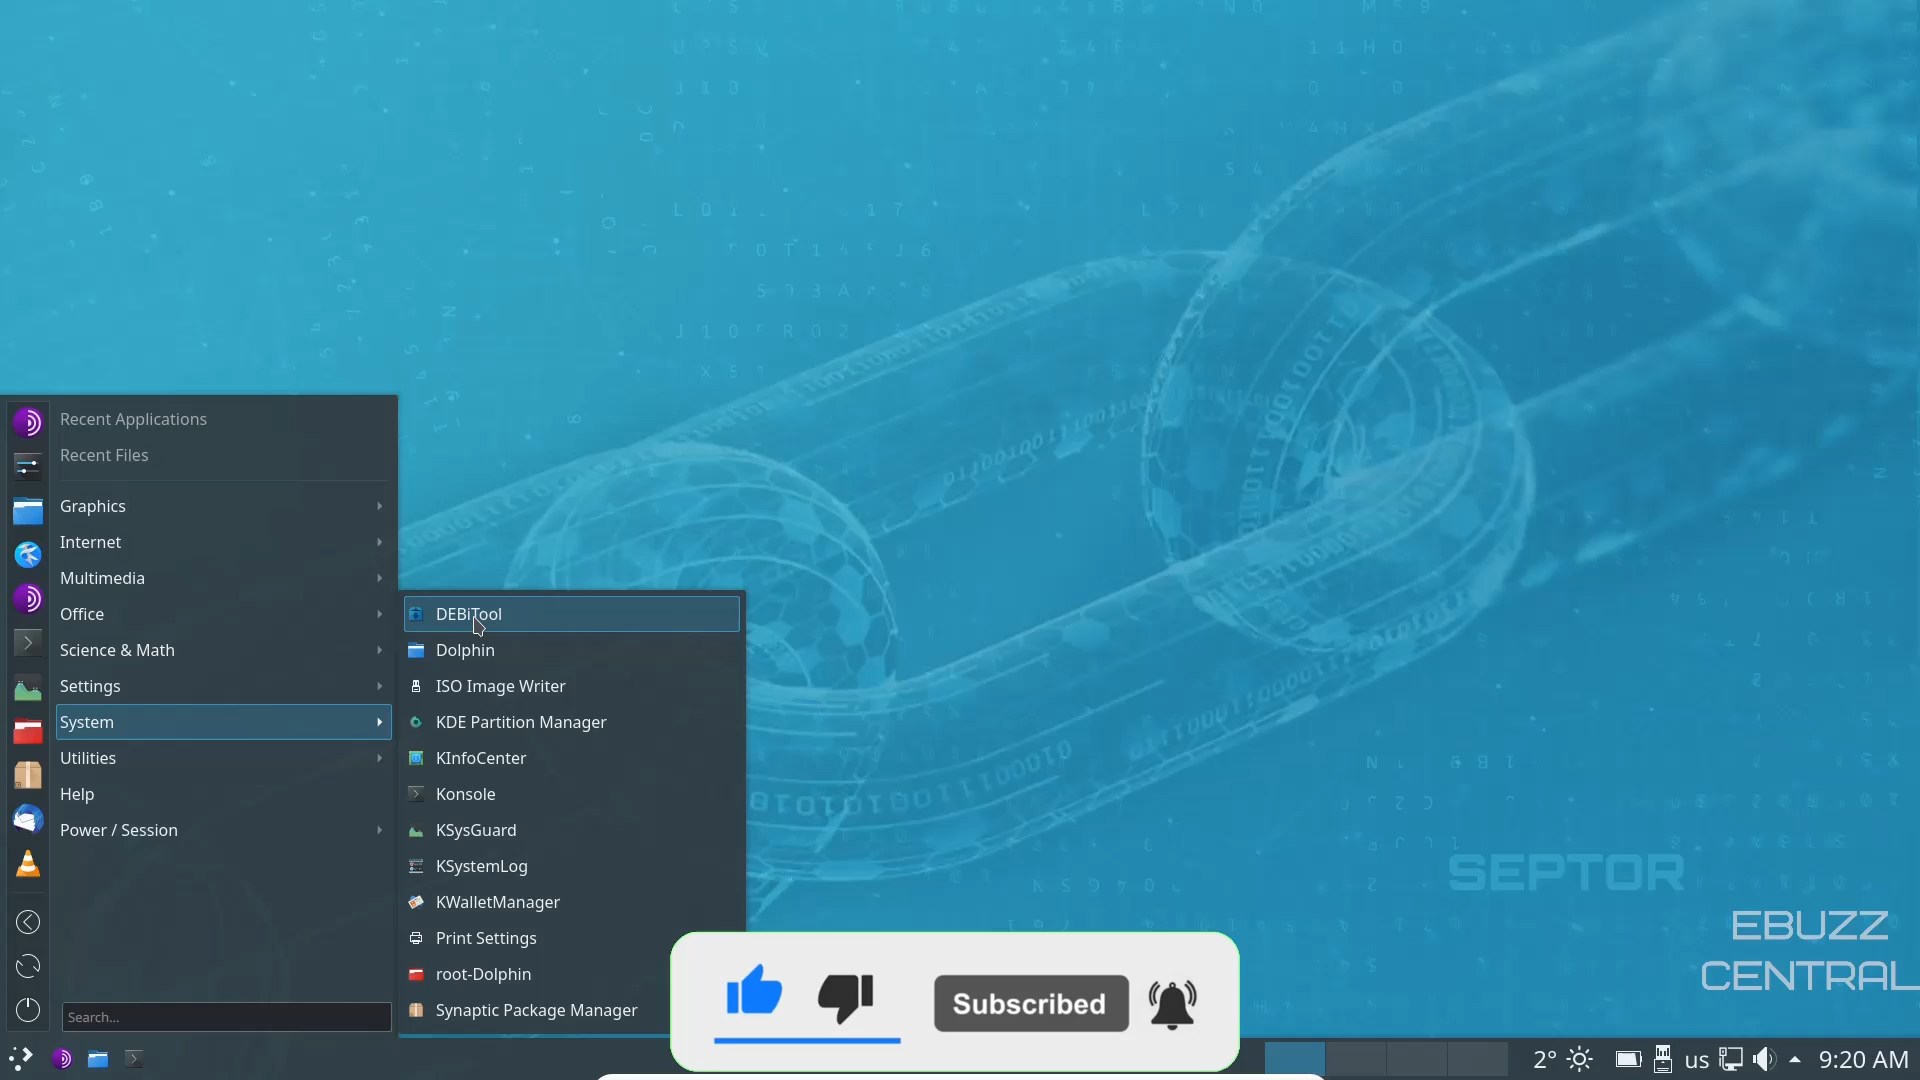 Recent Applications
Recent Files
Graphics
Internet
Multimedia
Office
Science & Math
Settings
System
Utilities
Help
Power / Session
Search...
DEBiTool
Dolphin
ISO Image Writer
KDE Partition Manager
KInfoCenter
Konsole
KSysGuard
KSystemLog
KWalletManager
Print Settings
root-Dolphin
Synaptic Package Manager
SEPTOR
EBUZZ
CENTRAL
Subscribed
2°
us
9:20 AM